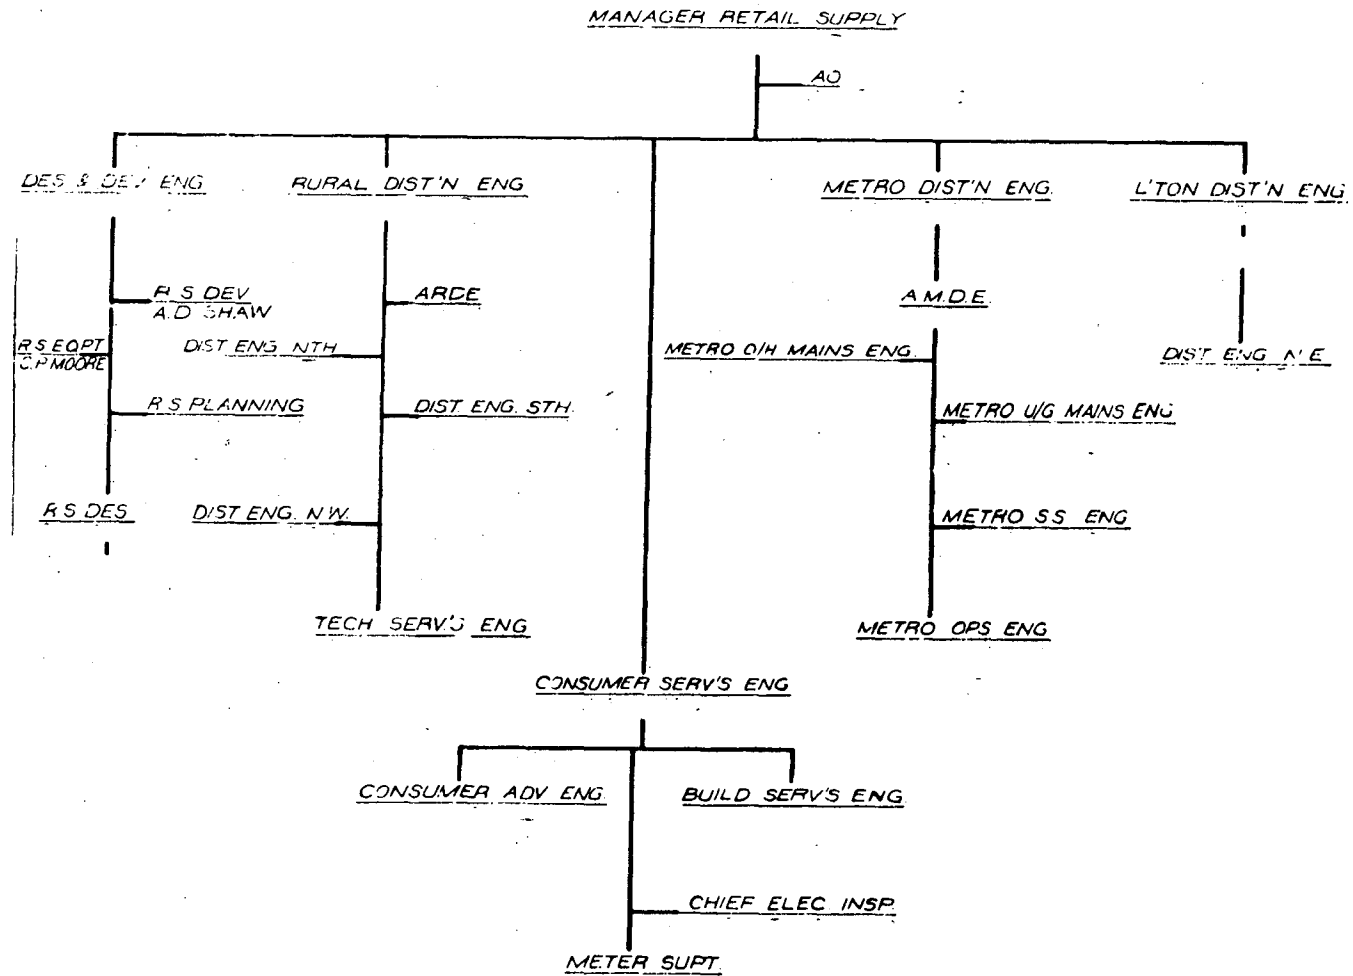 MANAGER RETAIL SUPPLY
AO
DES & DEV ENG
RURAL DIST'N ENG
METRO DIST'N ENG.
L'TON DIST'N ENG.
R S DEV
A.D SHAW
ARDE
A.M.D.E.
R S EQPT
C.P MOORE
DIST. ENG. NTH
METRO O/H MAINS ENG.
DIST. ENG. N.E.
R S PLANNING
DIST. ENG. STH.
METRO U/G MAINS ENG
R S DES
DIST. ENG. N.W.
METRO S.S. ENG
TECH SERV'S ENG
METRO OPS ENG
CONSUMER SERV'S ENG
CONSUMER ADV ENG.
BUILD SERV'S ENG.
CHIEF ELEC. INSP.
METER SUPT.